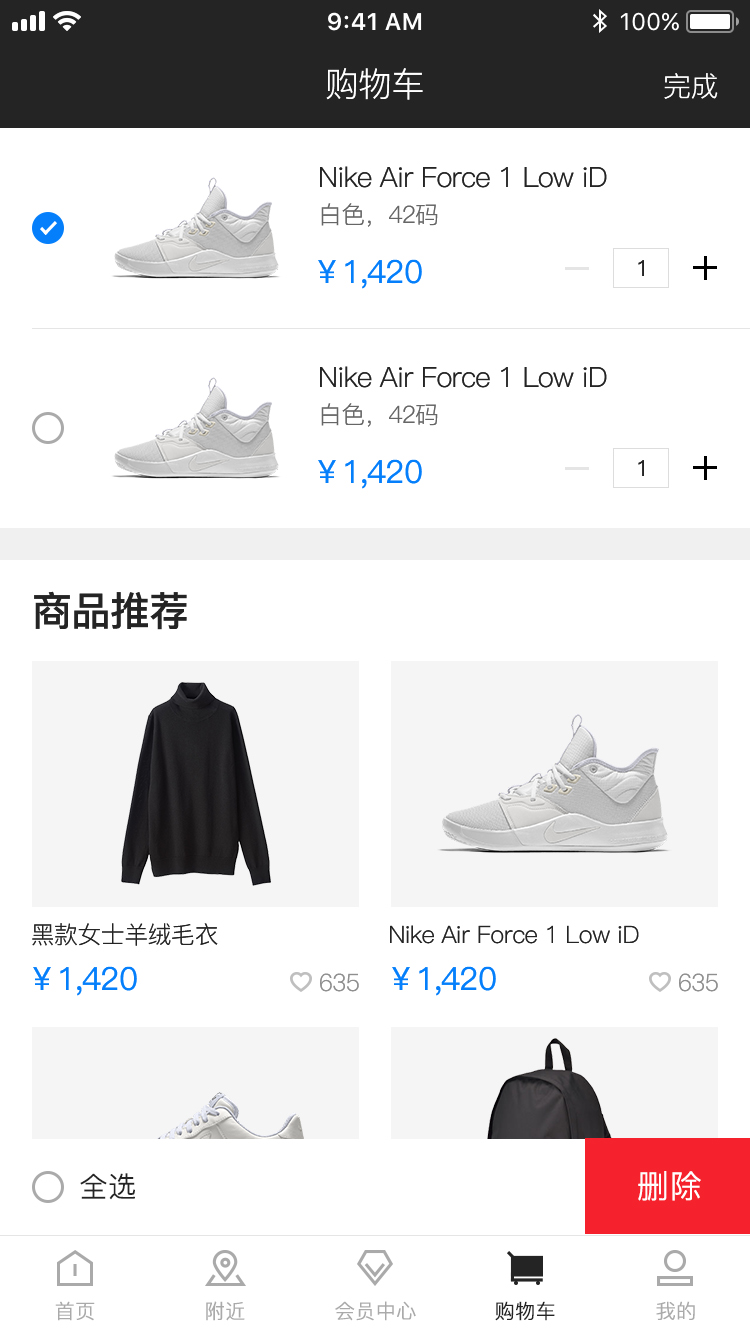 9:41 AM 100%
购物车 完成
Nike Air Force 1 Low iD
白色，42码
¥ 1,420 1
Nike Air Force 1 Low iD
白色，42码
¥ 1,420 1
商品推荐
黑款女士羊绒毛衣 Nike Air Force 1 Low iD
¥ 1,420 635 ¥ 1,420 635
全选 删除
首页 附近 会员中心 购物车 我的